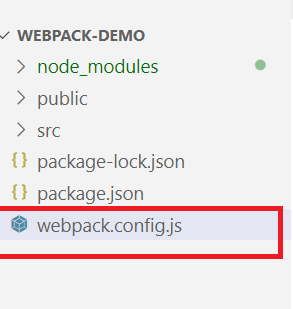 WEBPACK-DEMO
node_modules
public
src
{} package-lock.json
{} package.json
webpack.config.js